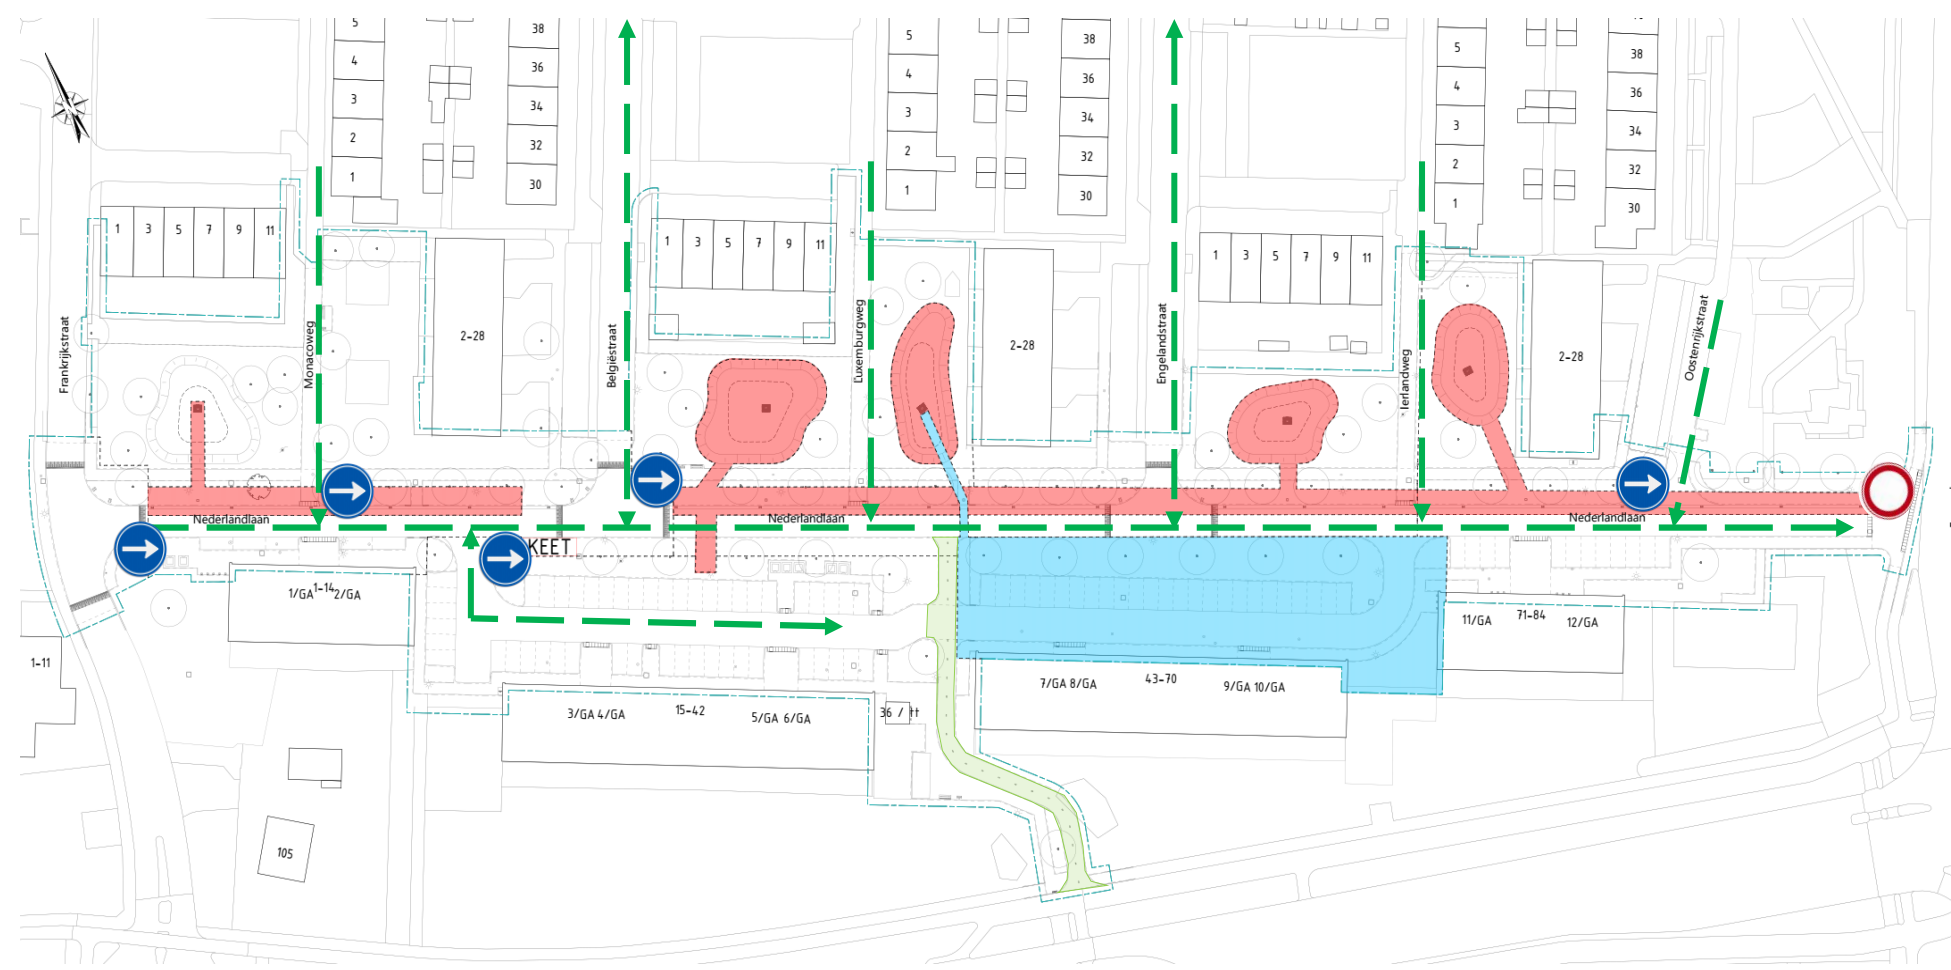 5
4
3
2
1
38
36
34
32
30
5
4
3
2
1
38
36
34
32
30
5
4
3
2
1
38
36
34
32
30
1 3 5 7 9 11
1 3 5 7 9 11
1 3 5 7 9 11
2-28
2-28
2-28
Frankrijkstraat
Monacoweg
Belgiëstraat
Luxemburgweg
Engelandstraat
Ierlandweg
Oostenrijkstraat
Nederlandlaan
Nederlandlaan
Nederlandlaan
KEET
1/GA 1-14 2/GA
11/GA 71-84 12/GA
1-11
7/GA 8/GA 43-70 9/GA 10/GA
3/GA 4/GA 15-42 5/GA 6/GA
36 / tt
105